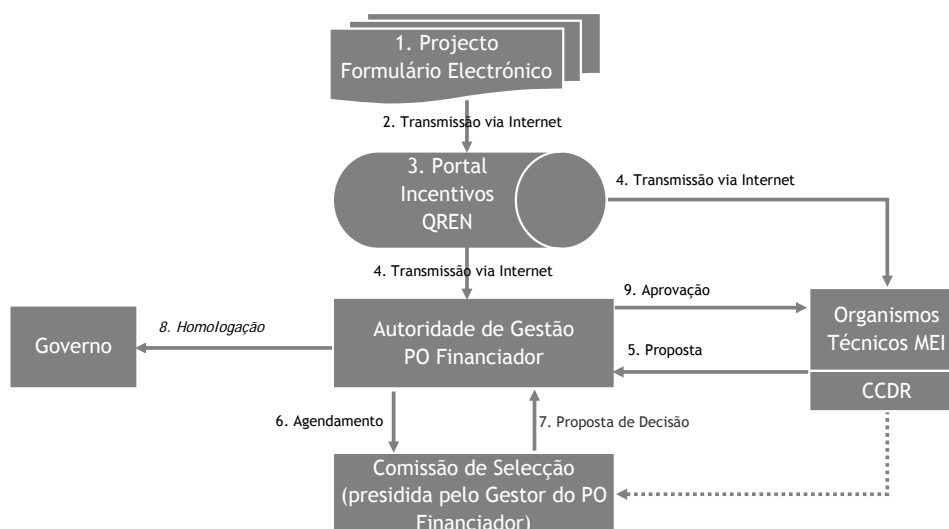 1. Projecto
Formulário Electrónico
2. Transmissão via Internet
3. Portal
Incentivos
QREN
4. Transmissão via Internet
4. Transmissão via Internet
9. Aprovação
Organismos
Técnicos MEI
CCDR
Governo
8. Homologação
Autoridade de Gestão
PO Financiador
5. Proposta
6. Agendamento
7. Proposta de Decisão
Comissão de Selecção
(presidida pelo Gestor do PO
Financiador)